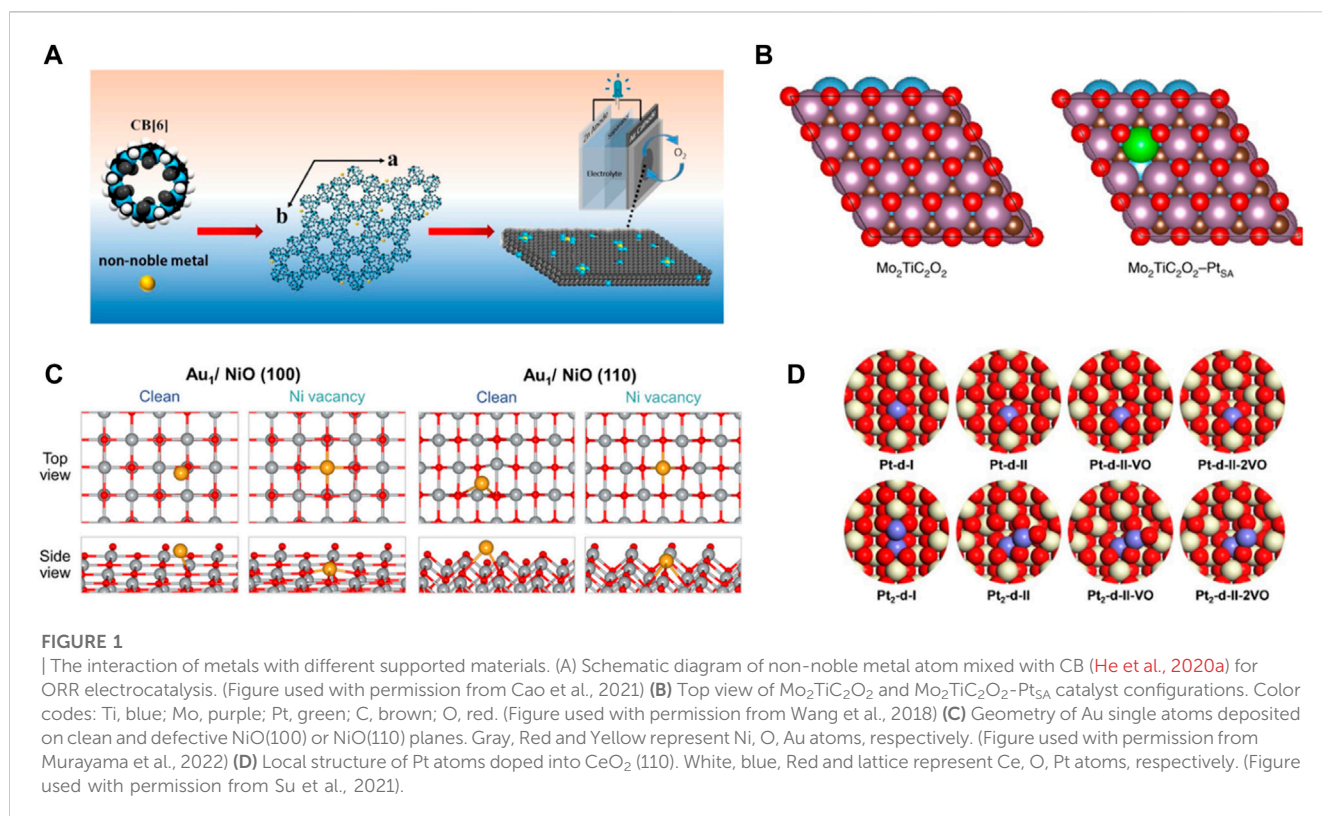 A
CB[6]
non-noble metal
a
b
Zn Anode
Separator
Air Cathode
Electrolyte
O₂
B
Mo₂TiC₂O₂
Mo₂TiC₂O₂–Pt_SA
C
Au₁/ NiO (100)
Au₁/ NiO (110)
Clean
Ni vacancy
Clean
Ni vacancy
Top
view
Side
view
D
Pt-d-I
Pt-d-II
Pt-d-II-VO
Pt-d-II-2VO
Pt₂-d-I
Pt₂-d-II
Pt₂-d-II-VO
Pt₂-d-II-2VO
FIGURE 1
| The interaction of metals with different supported materials. (A) Schematic diagram of non-noble metal atom mixed with CB (He et al., 2020a) for
ORR electrocatalysis. (Figure used with permission from Cao et al., 2021) (B) Top view of Mo₂TiC₂O₂ and Mo₂TiC₂O₂-Pt_SA catalyst configurations. Color
codes: Ti, blue; Mo, purple; Pt, green; C, brown; O, red. (Figure used with permission from Wang et al., 2018) (C) Geometry of Au single atoms deposited
on clean and defective NiO(100) or NiO(110) planes. Gray, Red and Yellow represent Ni, O, Au atoms, respectively. (Figure used with permission from
Murayama et al., 2022) (D) Local structure of Pt atoms doped into CeO₂ (110). White, blue, Red and lattice represent Ce, O, Pt atoms, respectively. (Figure
used with permission from Su et al., 2021).